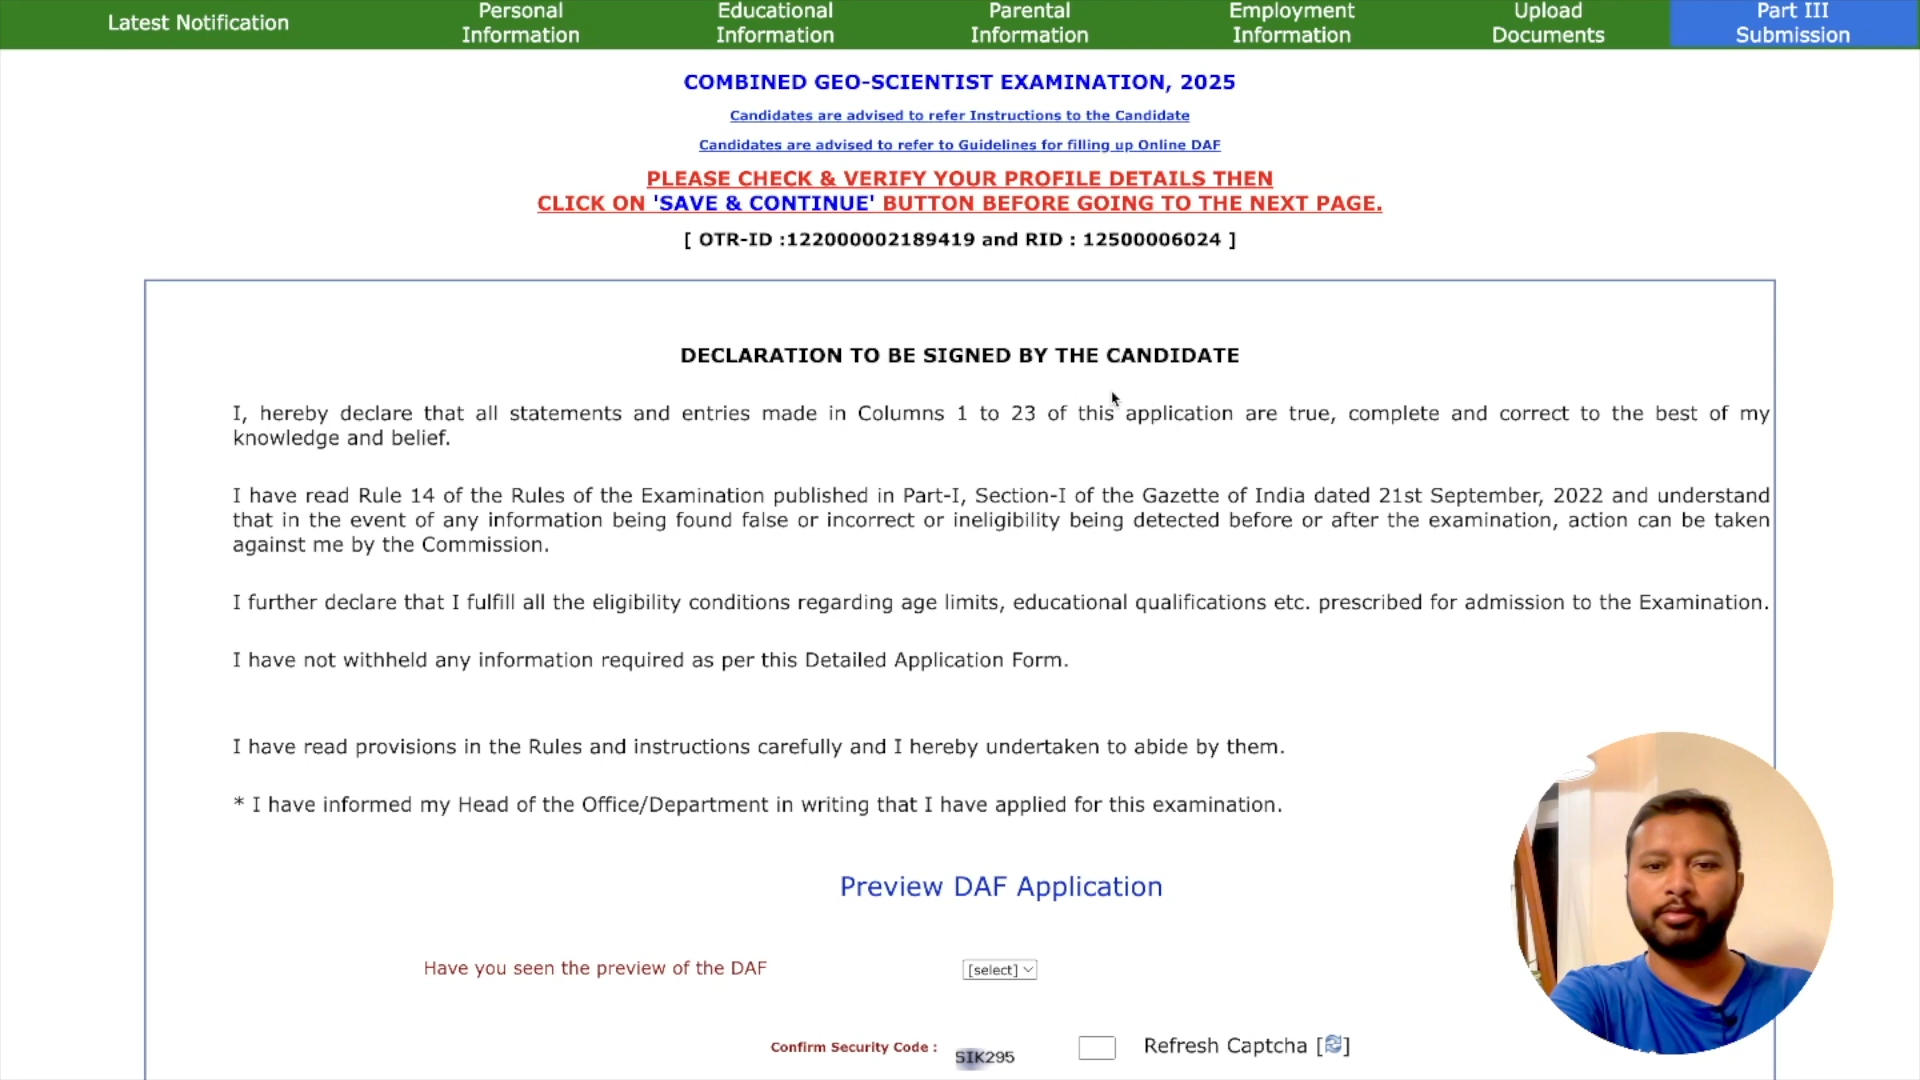 Latest Notification
Personal Information
Educational Information
Parental Information
Employment Information
Upload Documents
Part III Submission
COMBINED GEO-SCIENTIST EXAMINATION, 2025
Candidates are advised to refer Instructions to the Candidate
Candidates are advised to refer to Guidelines for filling up Online DAF
PLEASE CHECK & VERIFY YOUR PROFILE DETAILS THEN
CLICK ON 'SAVE & CONTINUE' BUTTON BEFORE GOING TO THE NEXT PAGE.
[ OTR-ID :122000002189419 and RID : 12500006024 ]
DECLARATION TO BE SIGNED BY THE CANDIDATE
I, hereby declare that all statements and entries made in Columns 1 to 23 of this application are true, complete and correct to the best of my
knowledge and belief.
I have read Rule 14 of the Rules of the Examination published in Part-I, Section-I of the Gazette of India dated 21st September, 2022 and understand
that in the event of any information being found false or incorrect or ineligibility being detected before or after the examination, action can be taken
against me by the Commission.
I further declare that I fulfill all the eligibility conditions regarding age limits, educational qualifications etc. prescribed for admission to the Examination.
I have not withheld any information required as per this Detailed Application Form.
I have read provisions in the Rules and instructions carefully and I hereby undertaken to abide by them.
* I have informed my Head of the Office/Department in writing that I have applied for this examination.
Preview DAF Application
Have you seen the preview of the DAF [select]
Confirm Security Code : SIK295 Refresh Captcha []